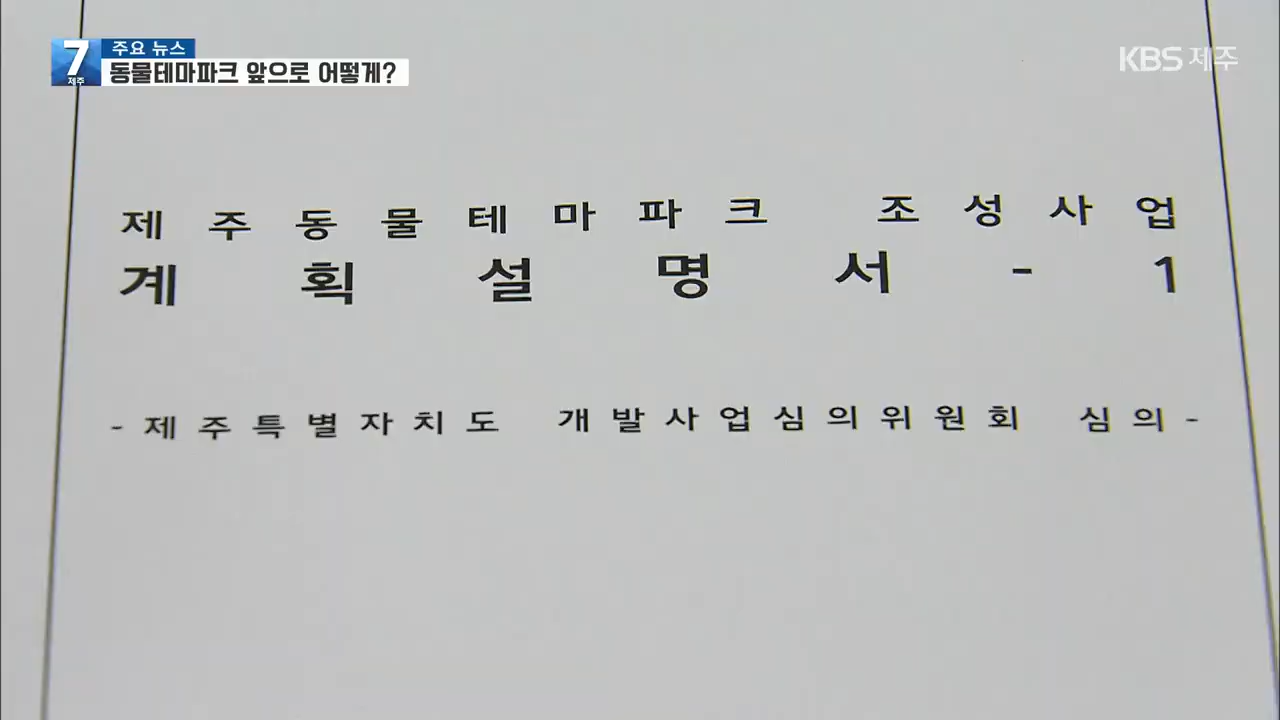 7
제주
주요 뉴스
동물테마파크 앞으로 어떻게?
KBS 제주
제주동물테마파크 조성사업
계획설명서-1
-제주특별자치도 개발사업심의위원회 심의-